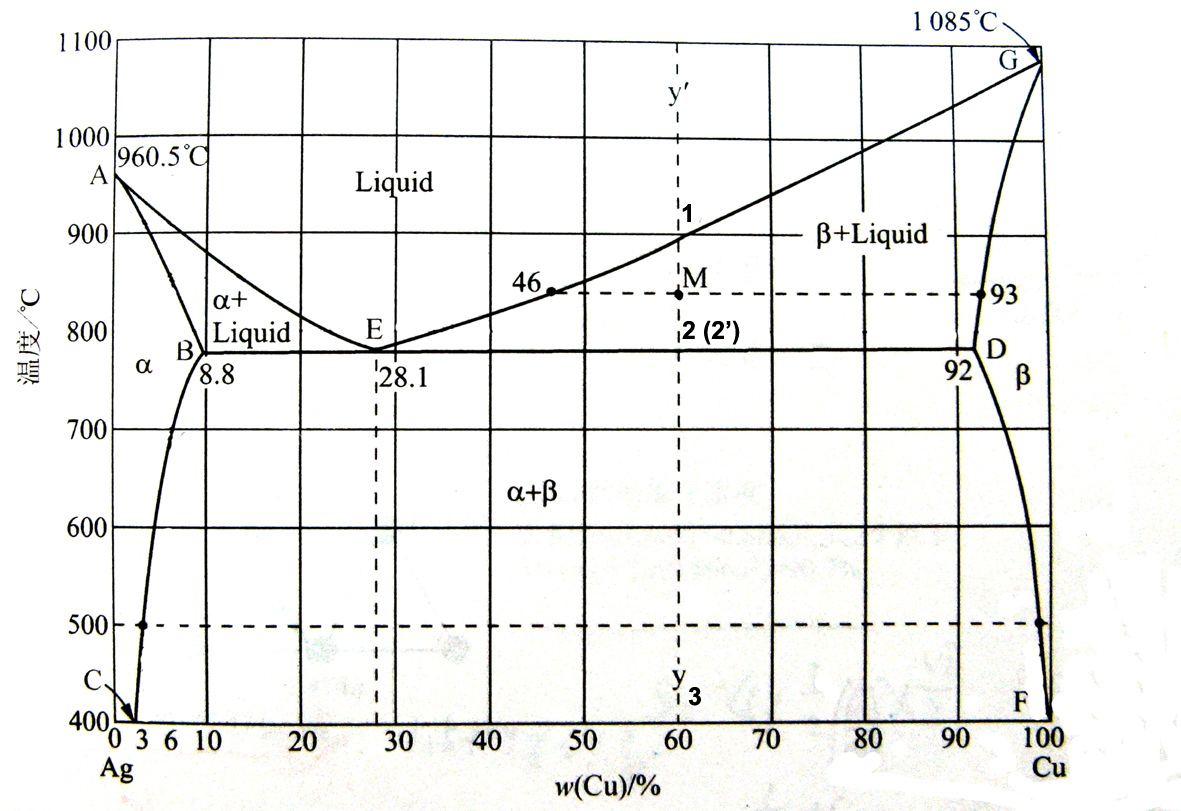 1 085℃
1100
G
y′
1000
960.5℃
A
Liquid
1
900
β+Liquid
46
M
93
α+
Liquid
800
E
2 (2')
B
D
α
8.8
28.1
92
β
温度/℃
700
α+β
600
500
C
y
3
F
400
0 3 6 10 20 30 40 50 60 70 80 90 100
Ag
w(Cu)/%
Cu